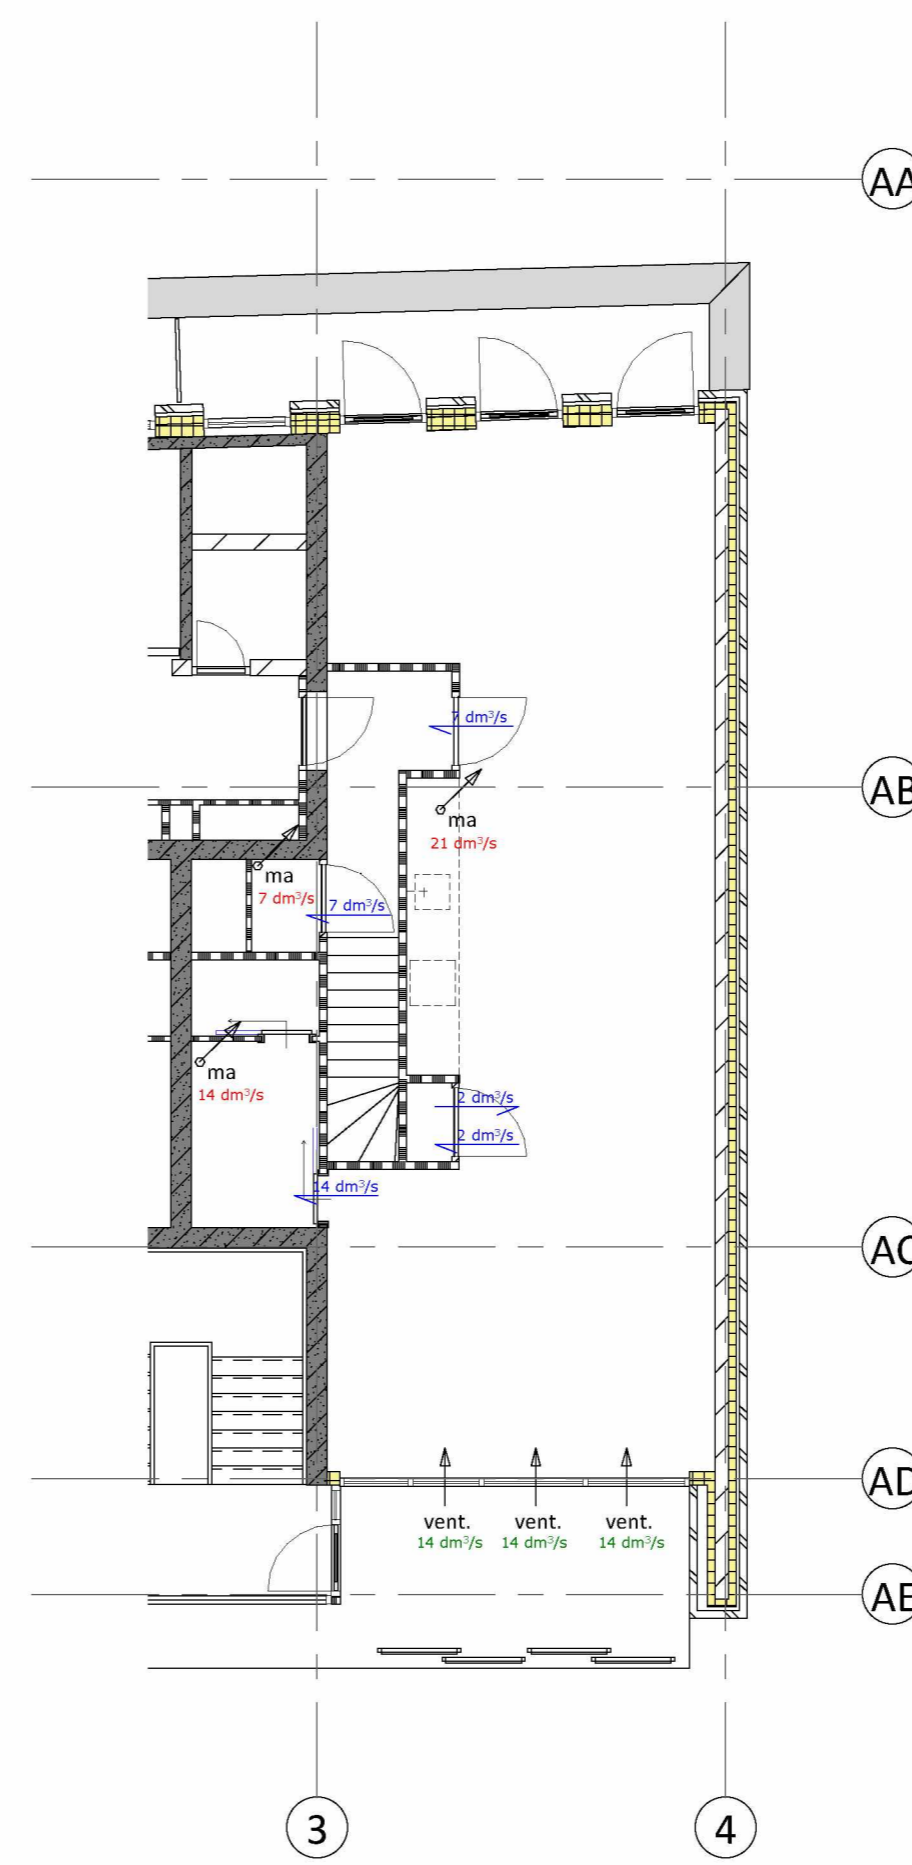 AA
7 dm³/s
AB
ma
21 dm³/s
ma
7 dm³/s
7 dm³/s
ma
14 dm³/s
2 dm³/s
2 dm³/s
14 dm³/s
AC
AD
vent. vent. vent.
14 dm³/s 14 dm³/s 14 dm³/s
AE
3 4